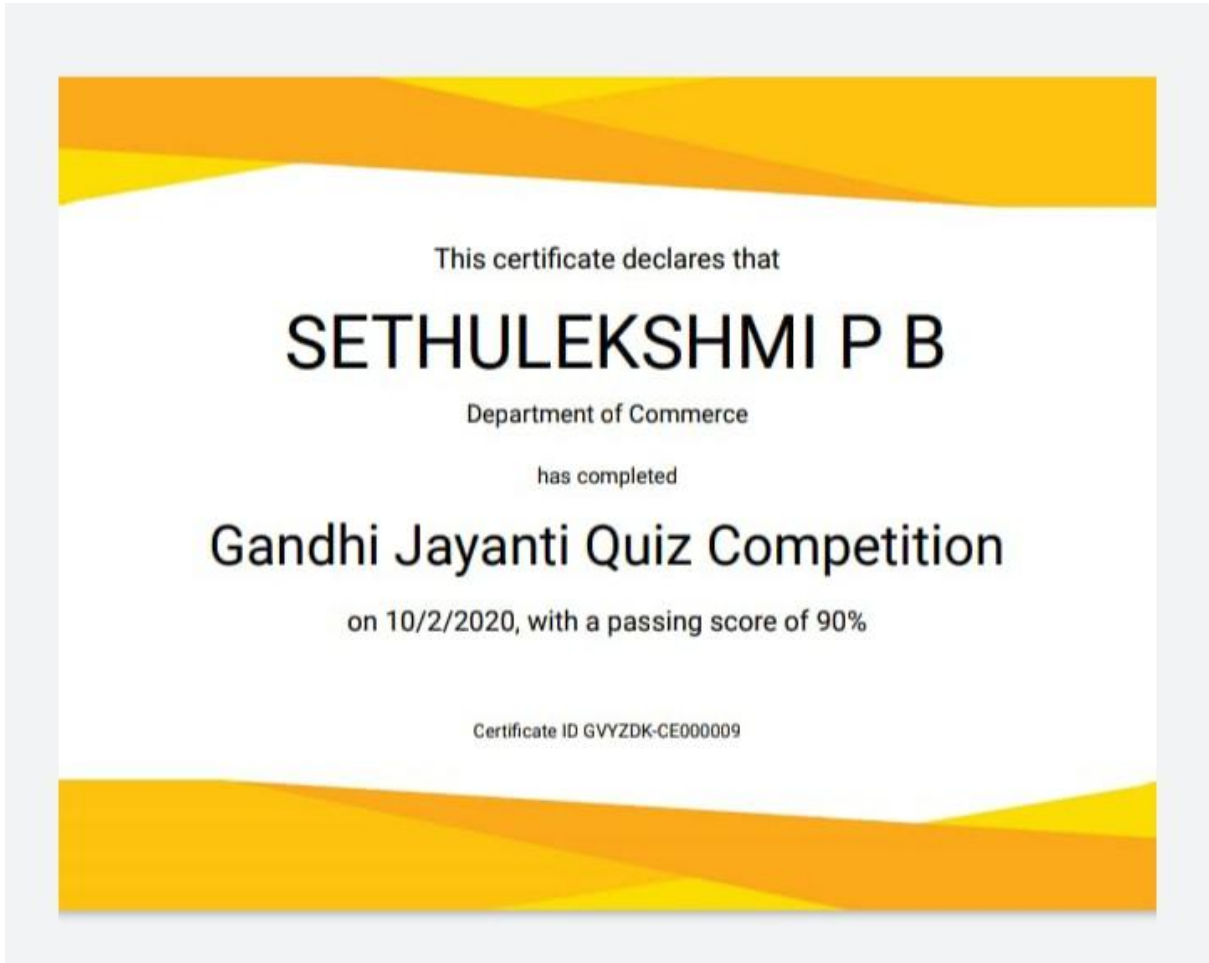 This certificate declares that
SETHULEKSHMI P B
Department of Commerce
has completed
Gandhi Jayanti Quiz Competition
on 10/2/2020, with a passing score of 90%
Certificate ID GVYZDK-CE000009